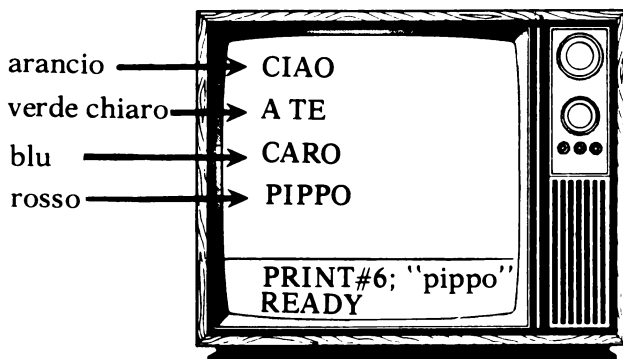 arancio CIAO
verde chiaro A TE
blu CARO
rosso PIPPO
PRINT#6; "pippo"
READY